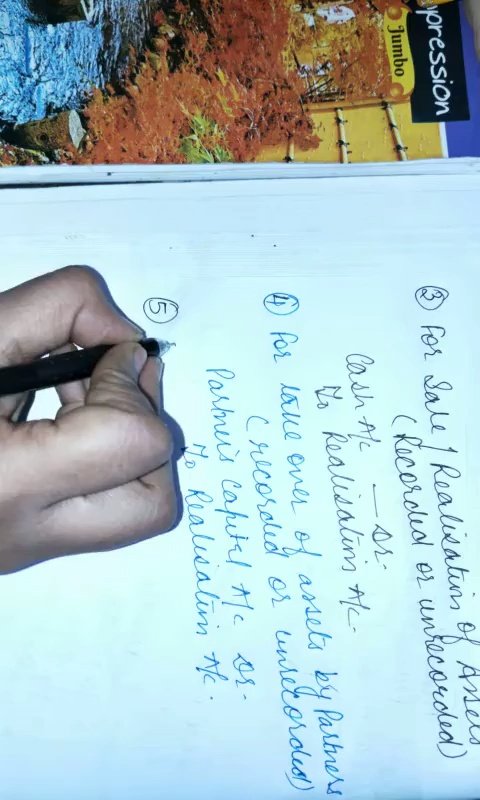 pression
Jumbo
③ For Sale / Realisation of Assets
(Recorded or unrecorded)
Cash A/c — Dr.
To Realisation A/c.
④ For take over of assets by Partners
(recorded or unrecorded)
Partner's Capital A/c Dr.
To Realisation A/c.
⑤